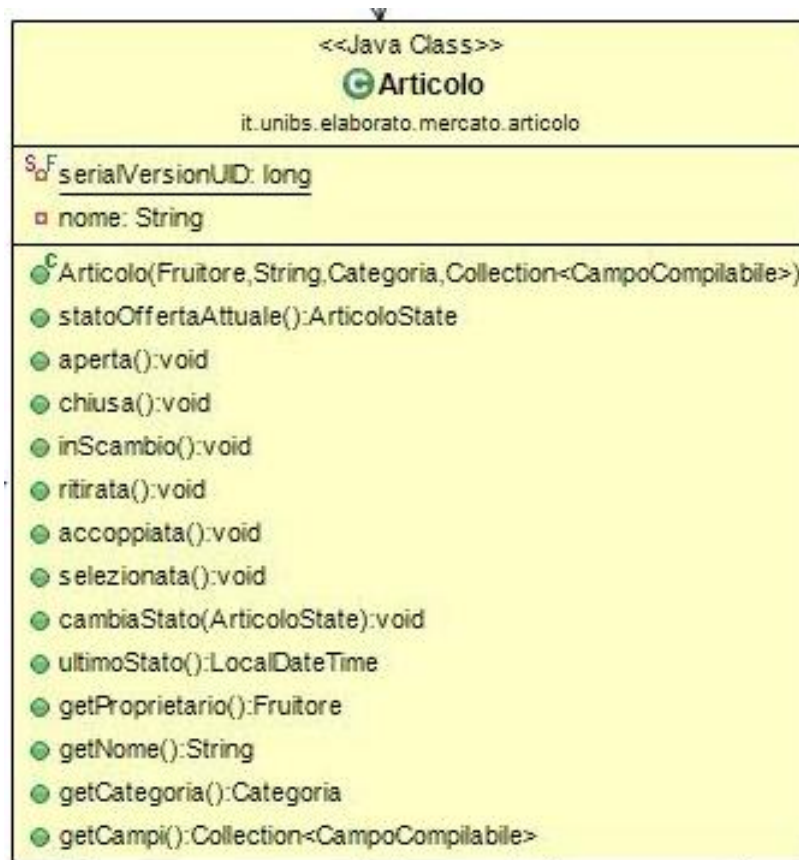 <<Java Class>>
C Articolo
it.unibs.elaborato.mercato.articolo
S F serialVersionUID: long
nome: String
C Articolo(Fruitore,String,Categoria,Collection<CampoCompilabile>)
statoOffertaAttuale():ArticoloState
aperta():void
chiusa():void
inScambio():void
ritirata():void
accoppiata():void
selezionata():void
cambiaStato(ArticoloState):void
ultimoStato():LocalDateTime
getProprietario():Fruitore
getNome():String
getCategoria():Categoria
getCampi():Collection<CampoCompilabile>